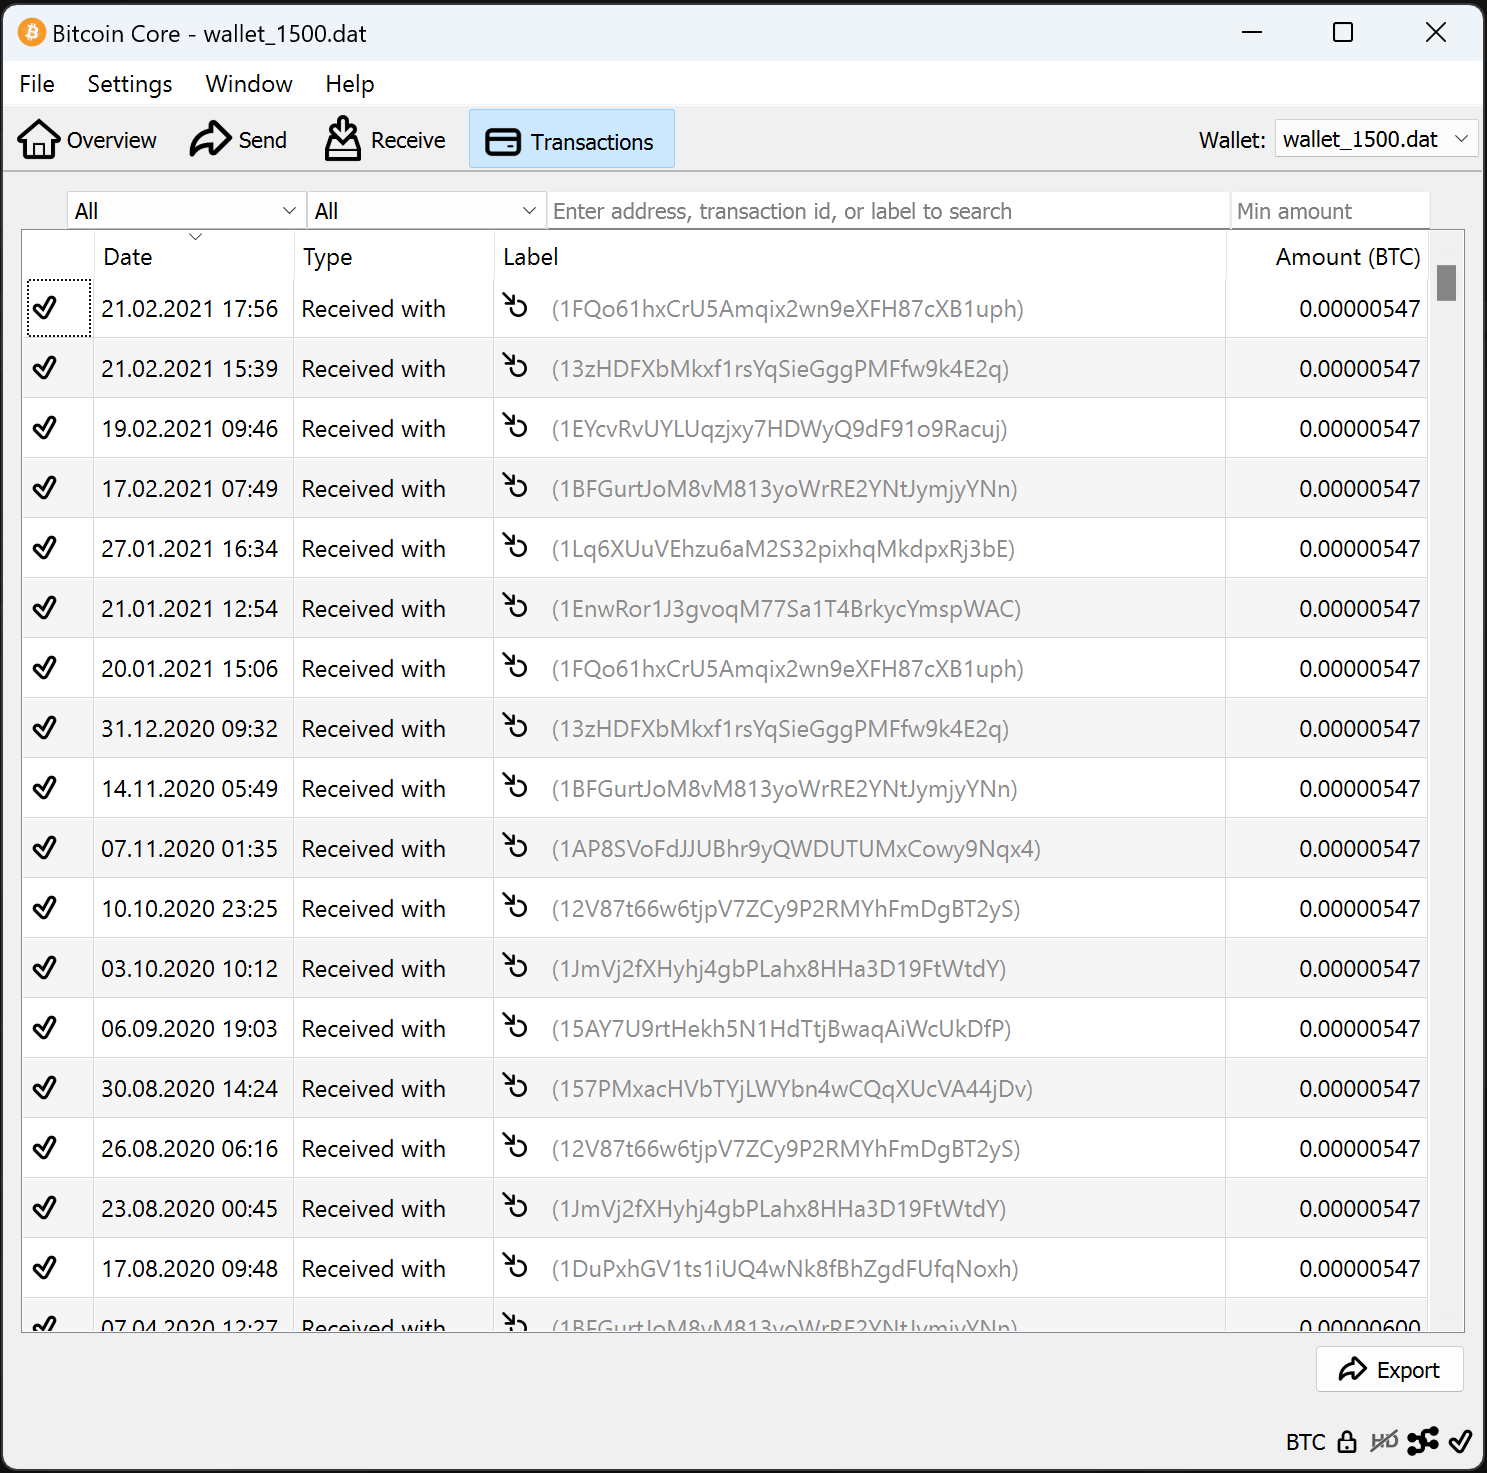 Bitcoin Core - wallet_1500.dat
File Settings Window Help
Overview Send Receive Transactions Wallet: wallet_1500.dat
All All Enter address, transaction id, or label to search Min amount
Date Type Label Amount (BTC)
21.02.2021 17:56 Received with (1FQo61hxCrU5Amqix2wn9eXFH87cXB1uph) 0.00000547
21.02.2021 15:39 Received with (13zHDFXbMkxf1rsYqSieGggPMFfw9k4E2q) 0.00000547
19.02.2021 09:46 Received with (1EYcvRvUYLUqzjxy7HDWyQ9dF91o9Racuj) 0.00000547
17.02.2021 07:49 Received with (1BFGurtJoM8vM813yoWrRE2YNtJymjyYNn) 0.00000547
27.01.2021 16:34 Received with (1Lq6XUuVEhzu6aM2S32pixhqMkdpxRj3bE) 0.00000547
21.01.2021 12:54 Received with (1EnwRor1J3gvoqM77Sa1T4BrkycYmspWAC) 0.00000547
20.01.2021 15:06 Received with (1FQo61hxCrU5Amqix2wn9eXFH87cXB1uph) 0.00000547
31.12.2020 09:32 Received with (13zHDFXbMkxf1rsYqSieGggPMFfw9k4E2q) 0.00000547
14.11.2020 05:49 Received with (1BFGurtJoM8vM813yoWrRE2YNtJymjyYNn) 0.00000547
07.11.2020 01:35 Received with (1AP8SVoFdJJUBhr9yQWDUTUMxCowy9Nqx4) 0.00000547
10.10.2020 23:25 Received with (12V87t66w6tjpV7ZCy9P2RMYhFmDgBT2yS) 0.00000547
03.10.2020 10:12 Received with (1JmVj2fXHyhj4gbPLahx8HHa3D19FtWtdY) 0.00000547
06.09.2020 19:03 Received with (15AY7U9rtHekh5N1HdTtjBwaqAiWcUkDfP) 0.00000547
30.08.2020 14:24 Received with (157PMxacHVbTYjLWYbn4wCQqXUcVA44jDv) 0.00000547
26.08.2020 06:16 Received with (12V87t66w6tjpV7ZCy9P2RMYhFmDgBT2yS) 0.00000547
23.08.2020 00:45 Received with (1JmVj2fXHyhj4gbPLahx8HHa3D19FtWtdY) 0.00000547
17.08.2020 09:48 Received with (1DuPxhGV1ts1iUQ4wNk8fBhZgdFUfqNoxh) 0.00000547
07.04.2020 12:27 Received with (1BFGurtJoM8vM813yoWrRE2YNtJymjyYNn) 0.00000600
Export
BTC HD